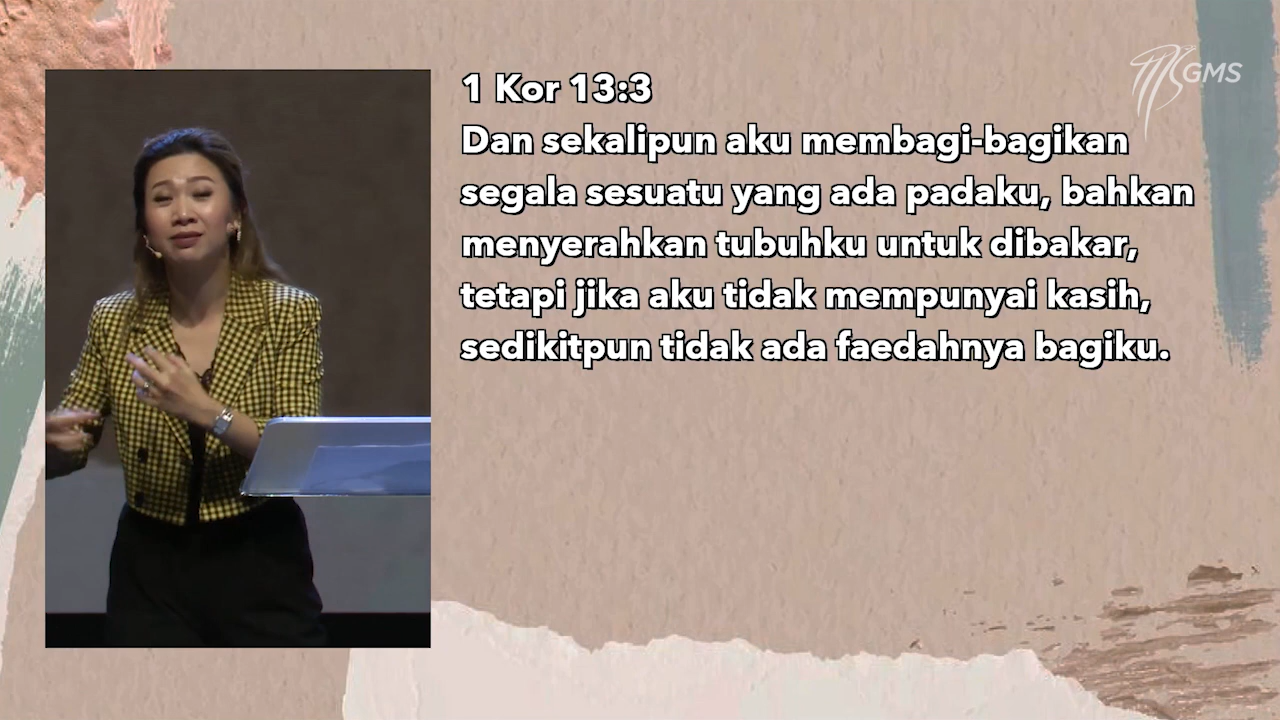 GMS
1 Kor 13:3
Dan sekalipun aku membagi-bagikan
segala sesuatu yang ada padaku, bahkan
menyerahkan tubuhku untuk dibakar,
tetapi jika aku tidak mempunyai kasih,
sedikitpun tidak ada faedahnya bagiku.